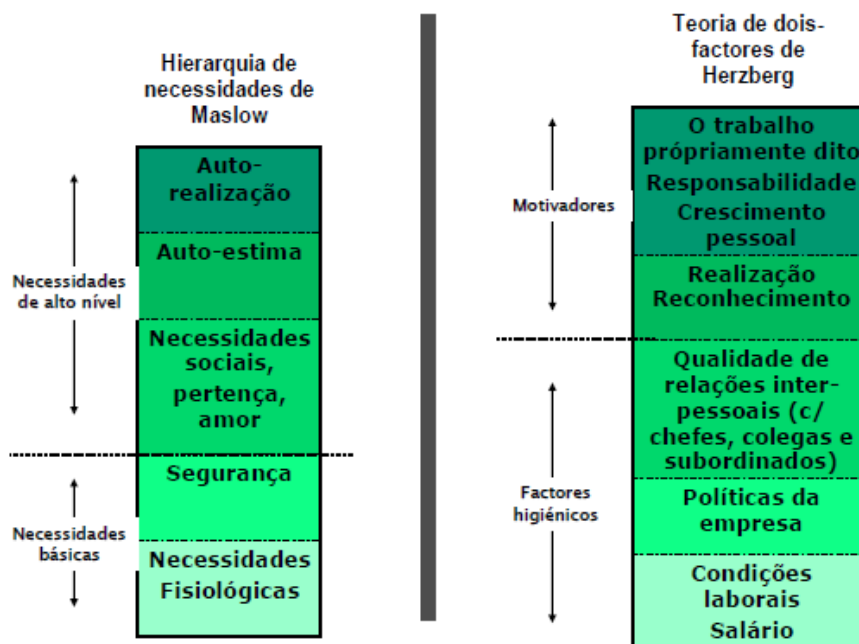 Hierarquia de
necessidades de
Maslow
Auto-
realização
Auto-estima
Necessidades
sociais,
pertença,
amor
Segurança
Necessidades
Fisiológicas
Necessidades
de alto nível
Necessidades
básicas
Teoria de dois-
factores de
Herzberg
O trabalho
própriamente dito
Responsabilidade
Crescimento
pessoal
Realização
Reconhecimento
Qualidade de
relações inter-
pessoais (c/
chefes, colegas e
subordinados)
Políticas da
empresa
Condições
laborais
Salário
Motivadores
Factores
higiénicos